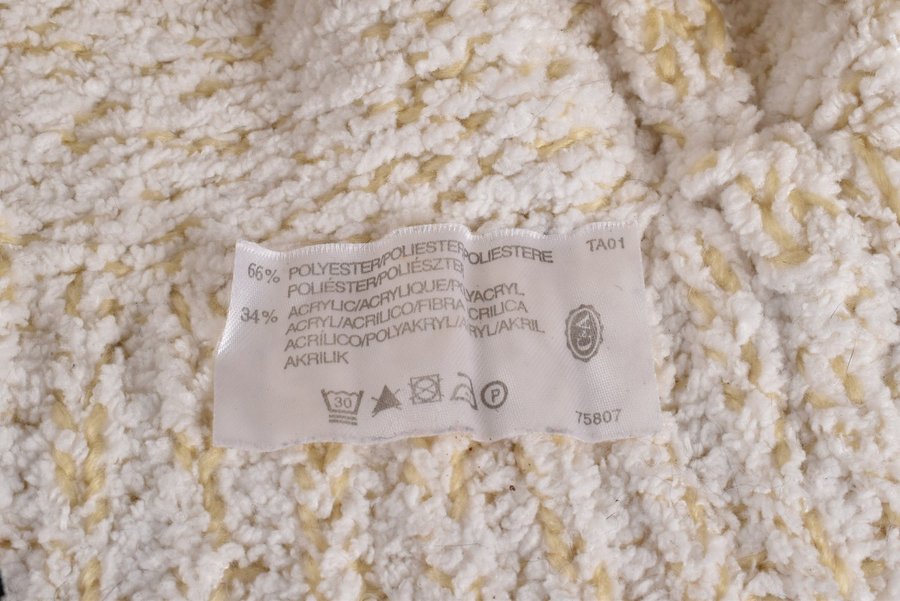 66% POLYESTER/POLIESTER/POLIESTERE
POLIÉSTER/POLIÉSZTER
34% ACRYLIC/ACRYLIQUE/POLYACRYL
ACRYL/ACRILICO/FIBRA ACRILICA
ACRÍLICO/POLYAKRYL/AKRYL/AKRIL
AKRILIK
TA01
C&A
30
P
75807